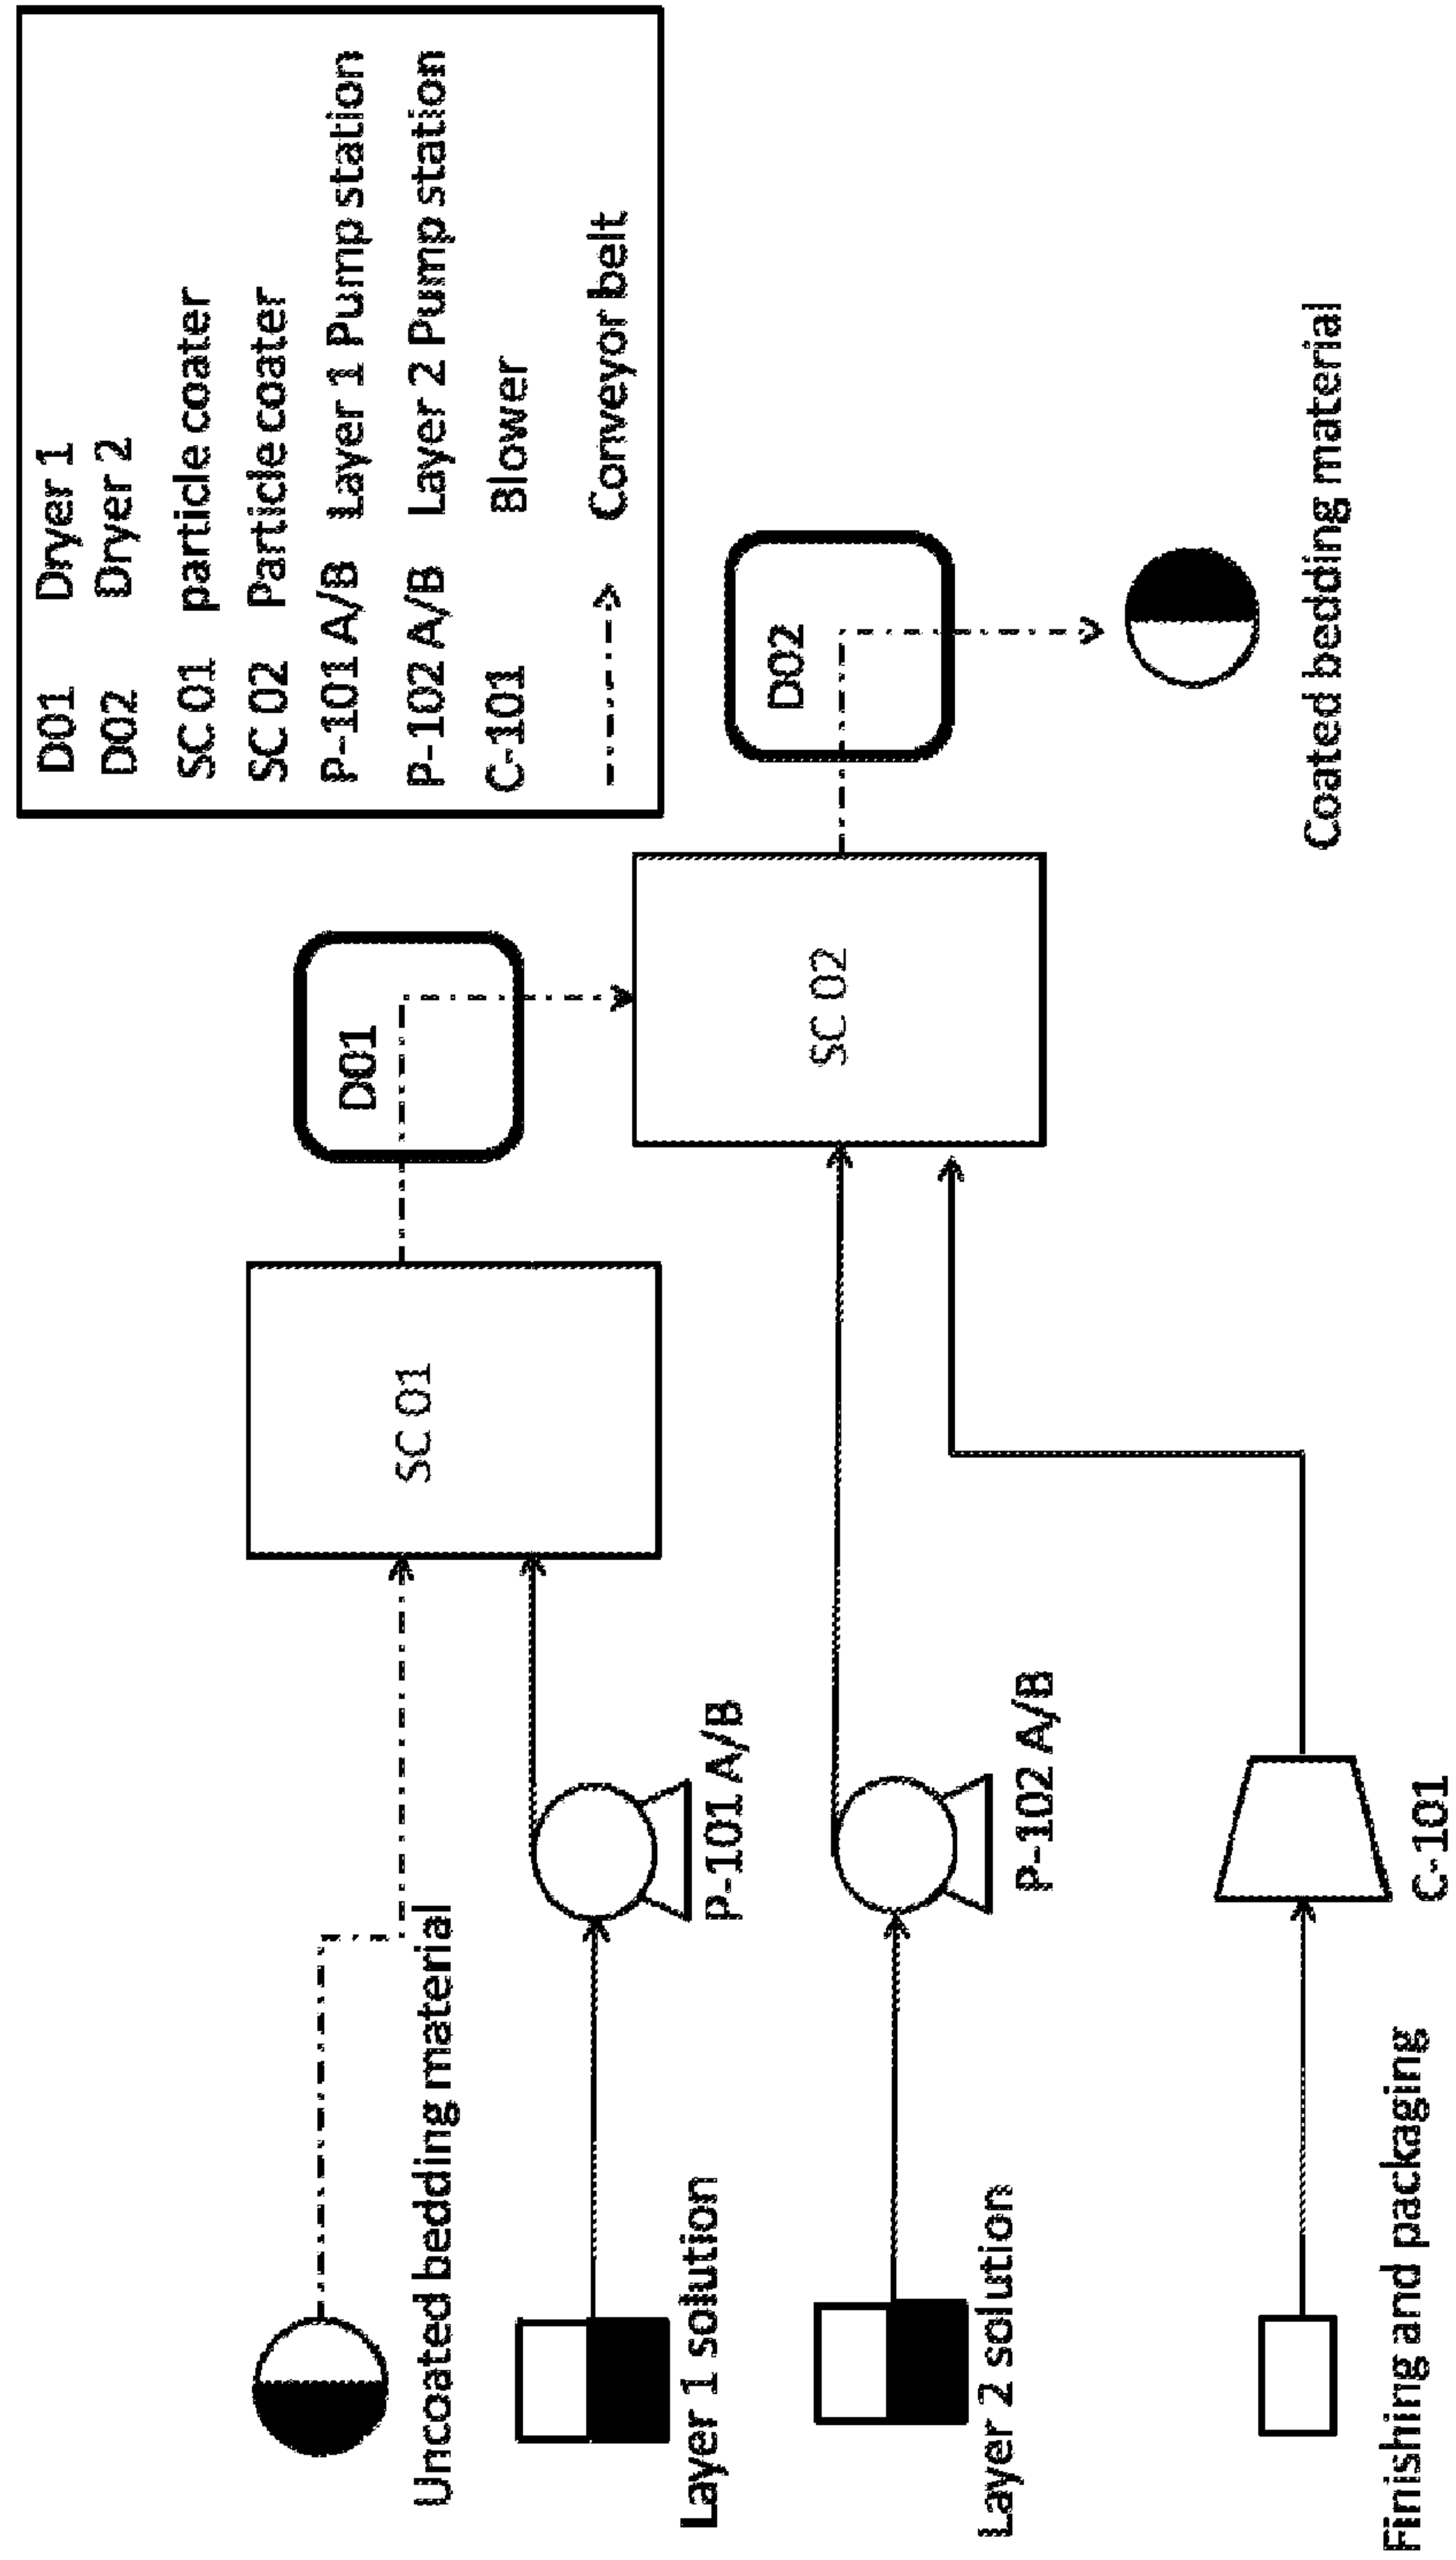 D01 Dryer 1
D02 Dryer 2
SC 01 particle coater
SC 02 Particle coater
P-101 A/B Layer 1 Pump station
P-102 A/B Layer 2 Pump station
C-101 Blower
Conveyor belt
D01
SC 01
Uncoated bedding material
P-101 A/B
Layer 1 solution
D02
SC 02
P-102 A/B
Layer 2 solution
Coated bedding material
C-101
Finishing and packaging